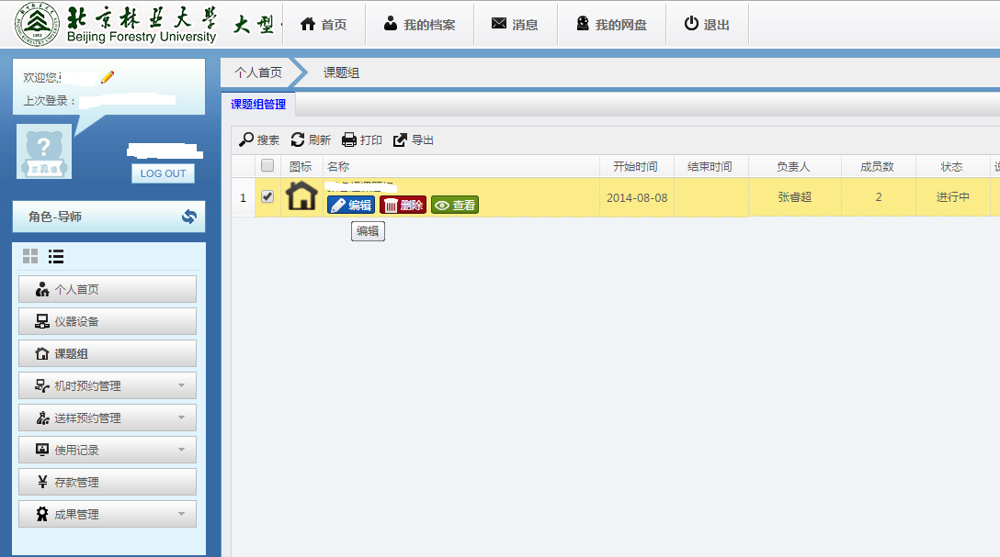 北京林业大学 大型
Beijing Forestry University
首页 我的档案 消息 我的网盘 退出
欢迎您
上次登录：
LOG OUT
角色-导师
个人首页
仪器设备
课题组
机时预约管理
送样预约管理
使用记录
存款管理
成果管理
个人首页 课题组
课题组管理
搜索 刷新 打印 导出
图标 名称 开始时间 结束时间 负责人 成员数 状态
1 编辑 删除 查看 2014-08-08 张睿超 2 进行中
编辑